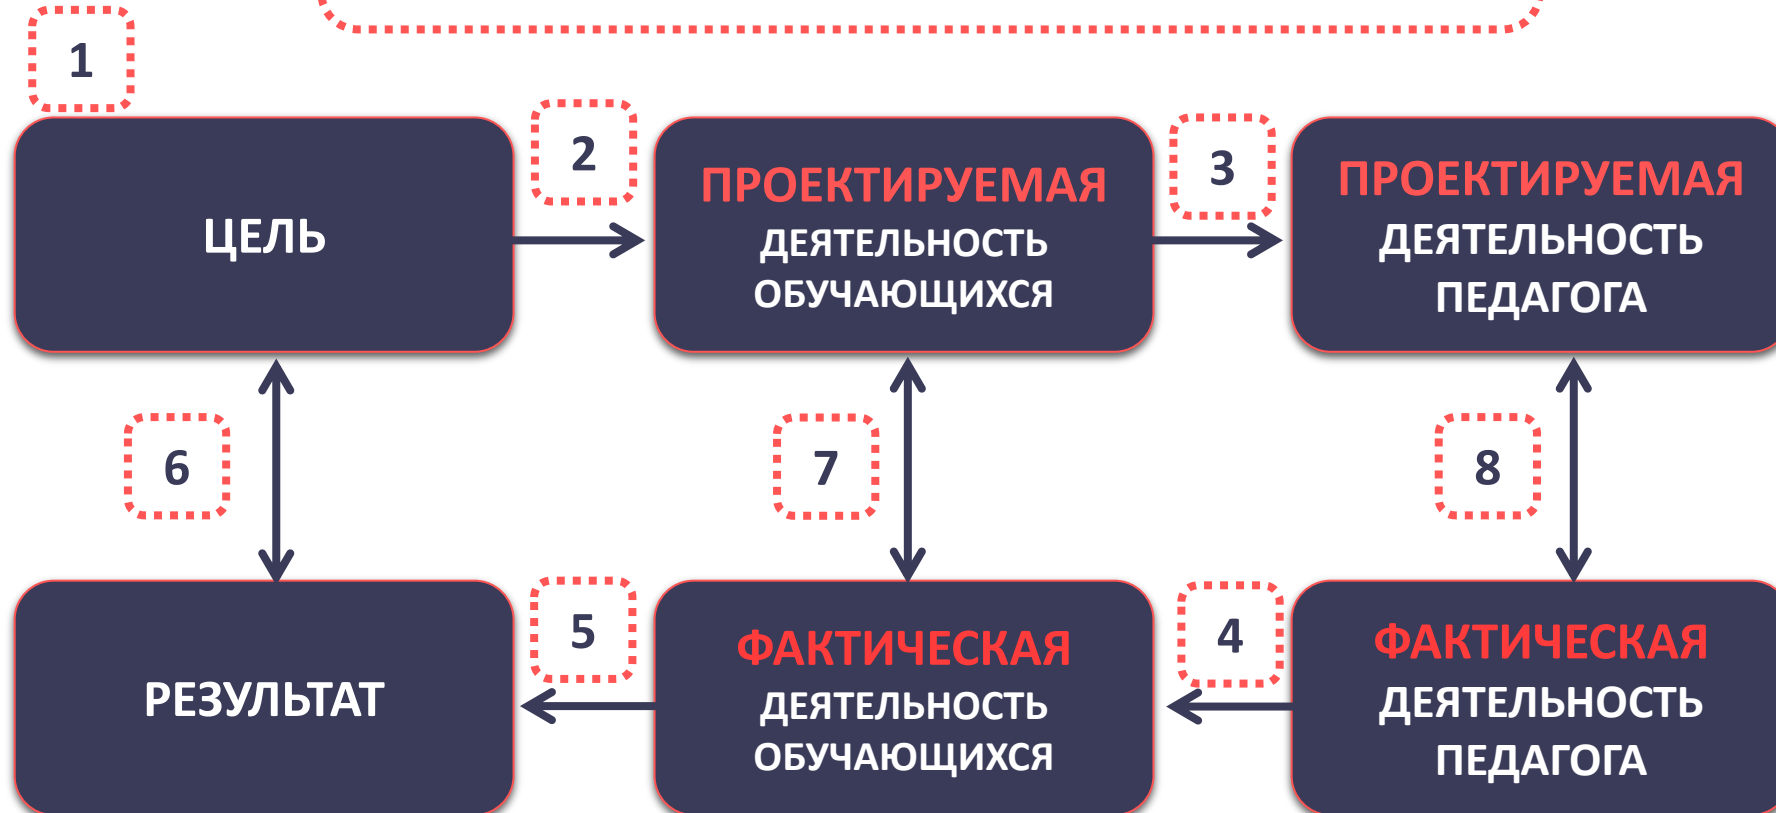 1
2
3
ЦЕЛЬ
ПРОЕКТИРУЕМАЯ
ДЕЯТЕЛЬНОСТЬ
ОБУЧАЮЩИХСЯ
ПРОЕКТИРУЕМАЯ
ДЕЯТЕЛЬНОСТЬ
ПЕДАГОГА
6
7
8
5
4
РЕЗУЛЬТАТ
ФАКТИЧЕСКАЯ
ДЕЯТЕЛЬНОСТЬ
ОБУЧАЮЩИХСЯ
ФАКТИЧЕСКАЯ
ДЕЯТЕЛЬНОСТЬ
ПЕДАГОГА